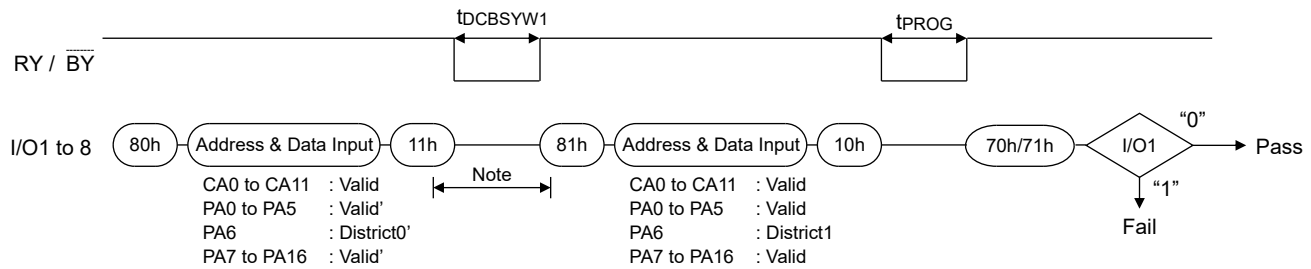 tDCBSYW1
tPROG
RY / BY
I/O1 to 8
80h
Address & Data Input
11h
81h
Address & Data Input
10h
70h/71h
I/O1
“0”
Pass
“1”
Fail
Note
CA0 to CA11 : Valid
PA0 to PA5 : Valid’
PA6 : District0’
PA7 to PA16 : Valid’
CA0 to CA11 : Valid
PA0 to PA5 : Valid
PA6 : District1
PA7 to PA16 : Valid